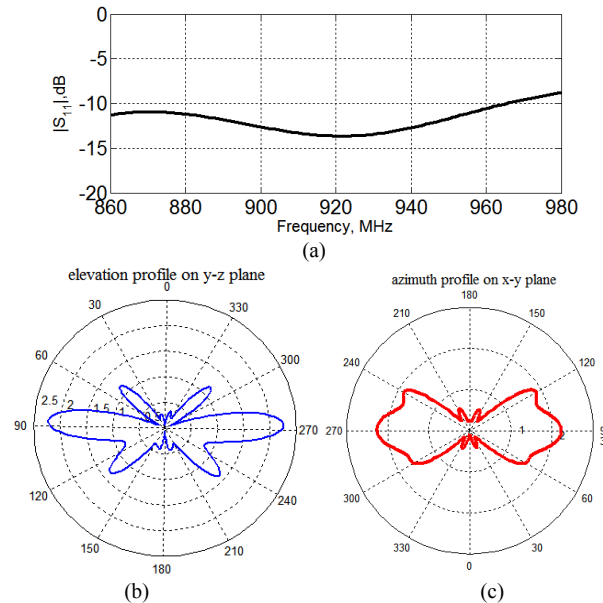 0
-5
-10
-15
-20
|S11|,dB
860 880 900 920 940 960 980
Frequency, MHz
(a)
elevation profile on y-z plane
0
30 330
60 300
2.5 2 1.5 1
90 270
120 240
150 210
180
(b)
azimuth profile on x-y plane
180
210 150
240 120
270 1 2
300 60
330 30
0
(c)